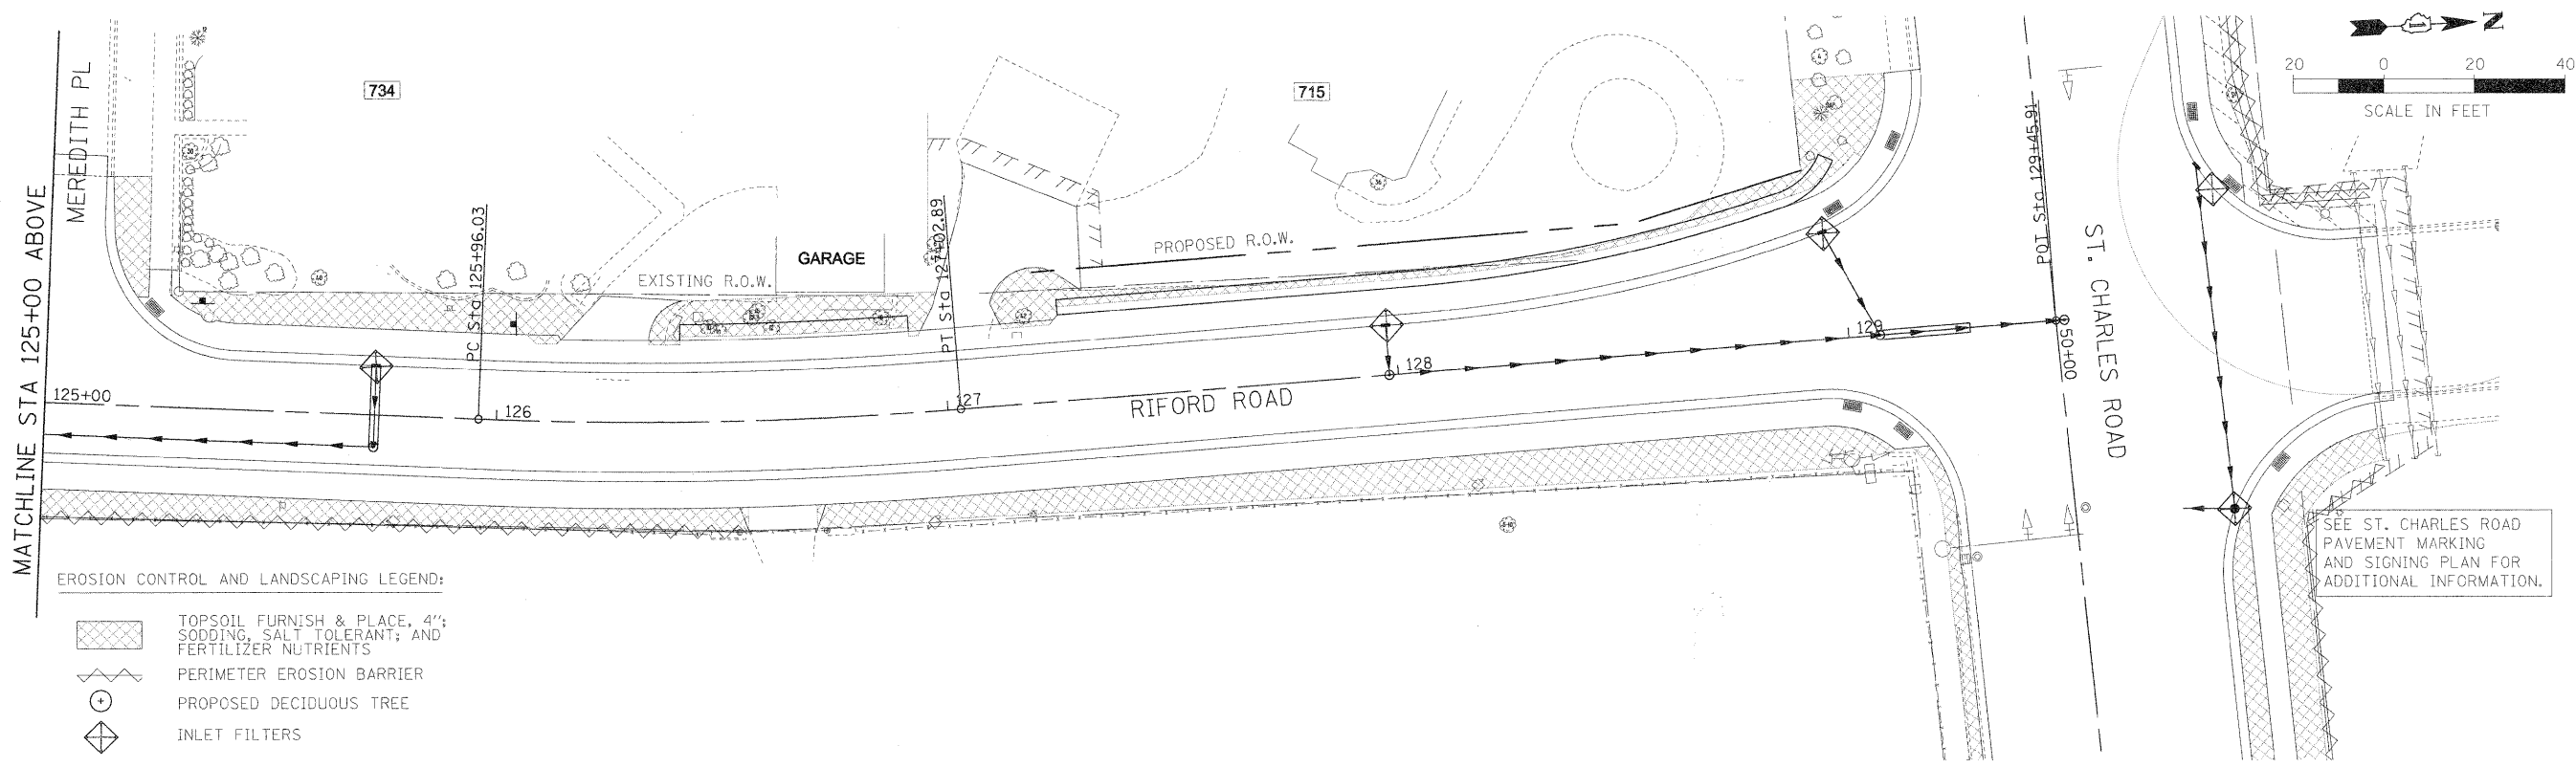 MATCHLINE STA 125+00 ABOVE
MEREDITH PL
734
715
N
20 0 20 40
SCALE IN FEET
PC Sta 125+96.03
PT Sta 127+02.89
POT Sta 129+45.91
GARAGE
EXISTING R.O.W.
PROPOSED R.O.W.
125+00
126
127
128
129
50+00
RIFORD ROAD
ST. CHARLES ROAD
SEE ST. CHARLES ROAD
PAVEMENT MARKING
AND SIGNING PLAN FOR
ADDITIONAL INFORMATION.
EROSION CONTROL AND LANDSCAPING LEGEND:
TOPSOIL FURNISH & PLACE, 4";
SODDING, SALT TOLERANT; AND
FERTILIZER NUTRIENTS
PERIMETER EROSION BARRIER
PROPOSED DECIDUOUS TREE
INLET FILTERS